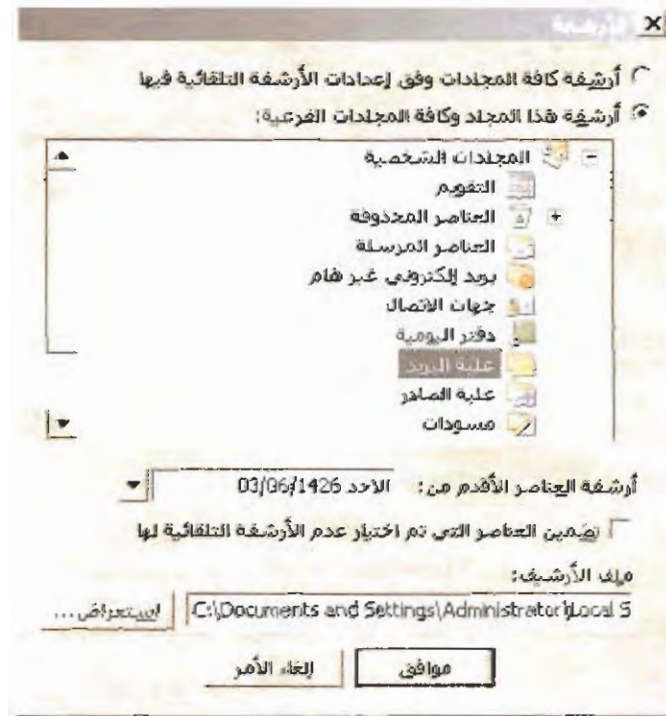 الأرشفة
أرشفة كافة المجلدات وفق إعدادات الأرشفة التلقائية فيها
أرشفة هذا المجلد وكافة المجلدات الفرعية:
المجلدات الشخصية
التقويم
العناصر المحذوفة
العناصر المرسلة
بريد إلكتروني غير هام
جهات الاتصال
دفتر اليومية
علبة البريد
علبة الصادر
مسودات
أرشفة العناصر الأقدم من: الاحد 03/06/1426
تضمين العناصر التي تم اختيار عدم الأرشفة التلقائية لها
ملف الأرشيف:
C:\Documents and Settings\Administrator\Local S استعراض...
موافق إلغاء الأمر